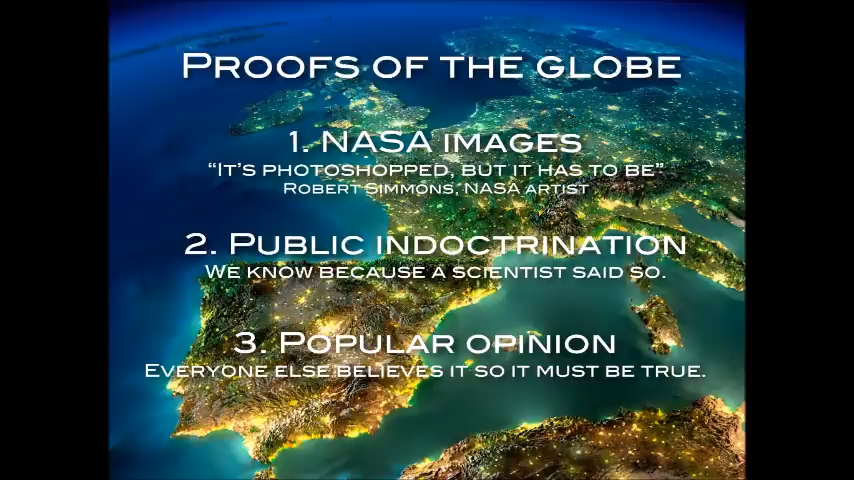 Proofs of the globe
1. NASA images
"It's photoshopped, but it has to be"
Robert Simmons, NASA artist
2. Public indoctrination
We know because a scientist said so.
3. Popular opinion
Everyone else believes it so it must be true.